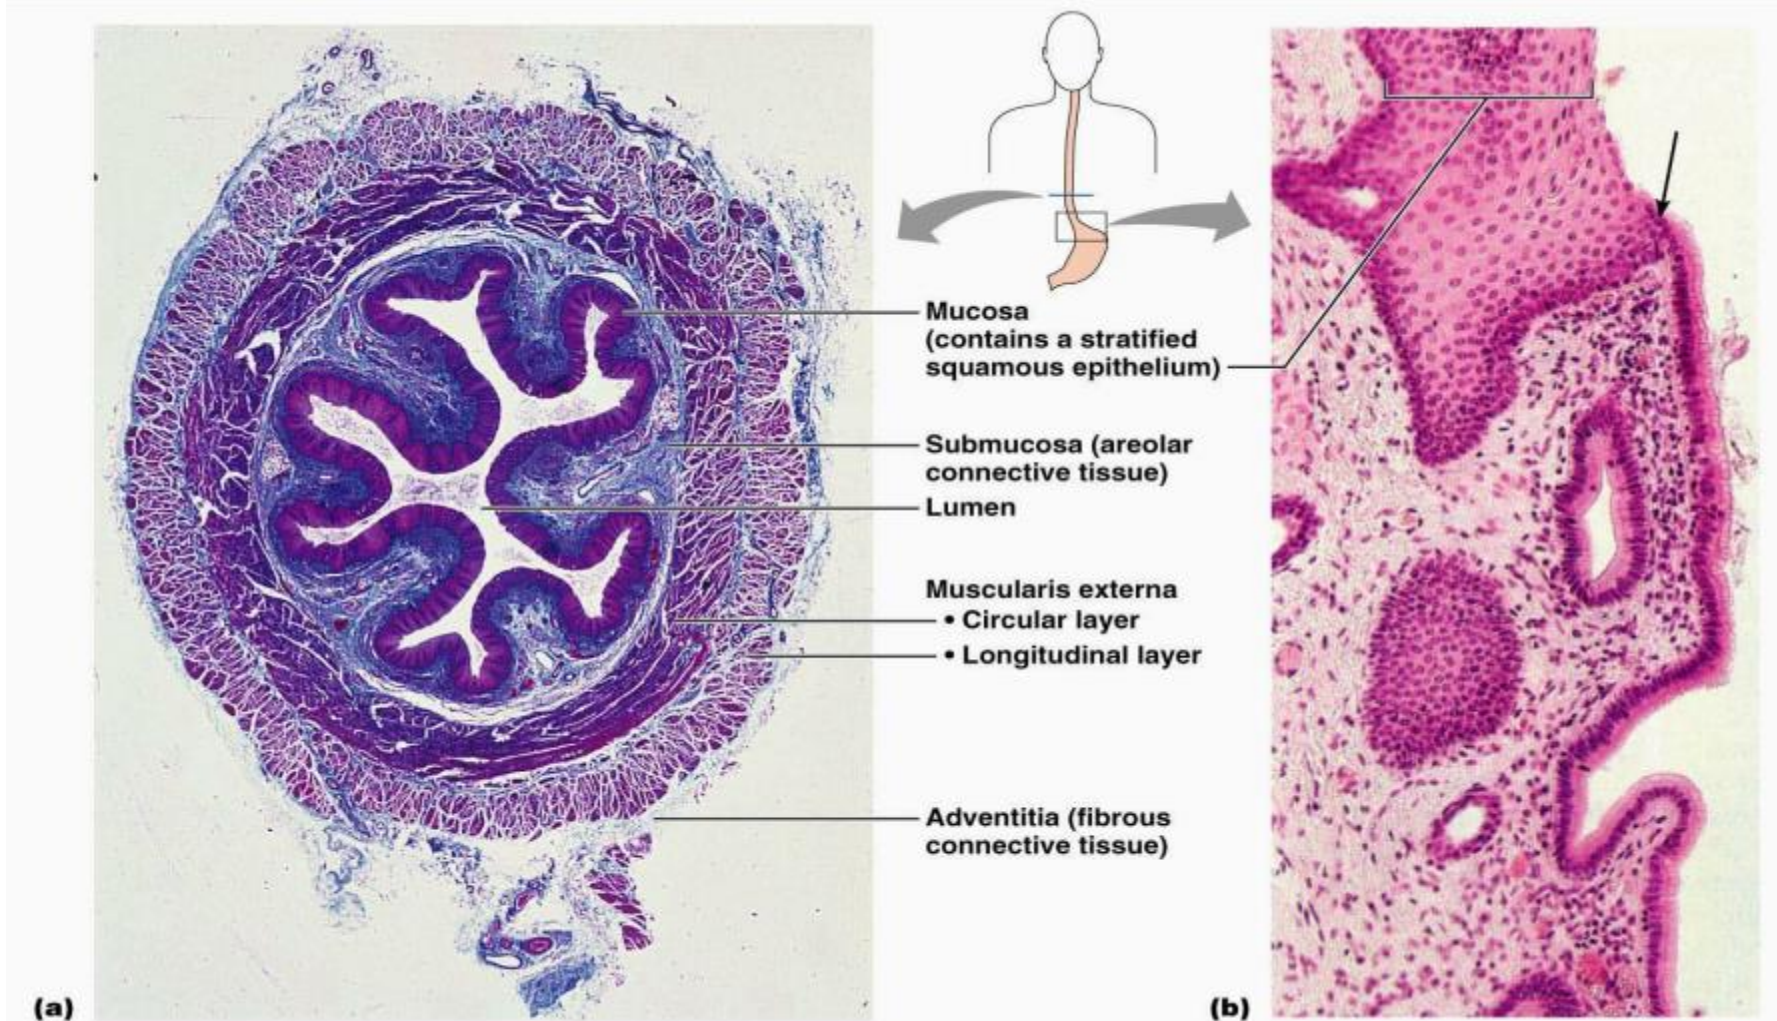 Mucosa
(contains a stratified
squamous epithelium)
Submucosa (areolar
connective tissue)
Lumen
Muscularis externa
• Circular layer
• Longitudinal layer
Adventitia (fibrous
connective tissue)
(a)
(b)